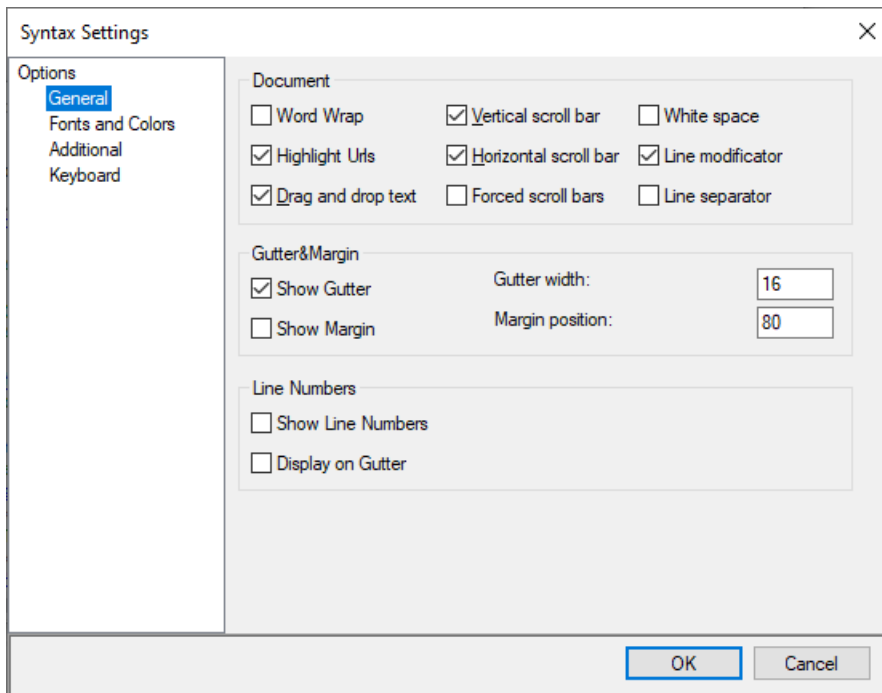 Syntax Settings
Options
General
Fonts and Colors
Additional
Keyboard
Document
Word Wrap
Vertical scroll bar
White space
Highlight Urls
Horizontal scroll bar
Line modificator
Drag and drop text
Forced scroll bars
Line separator
Gutter&Margin
Show Gutter
Gutter width:
16
Show Margin
Margin position:
80
Line Numbers
Show Line Numbers
Display on Gutter
OK
Cancel